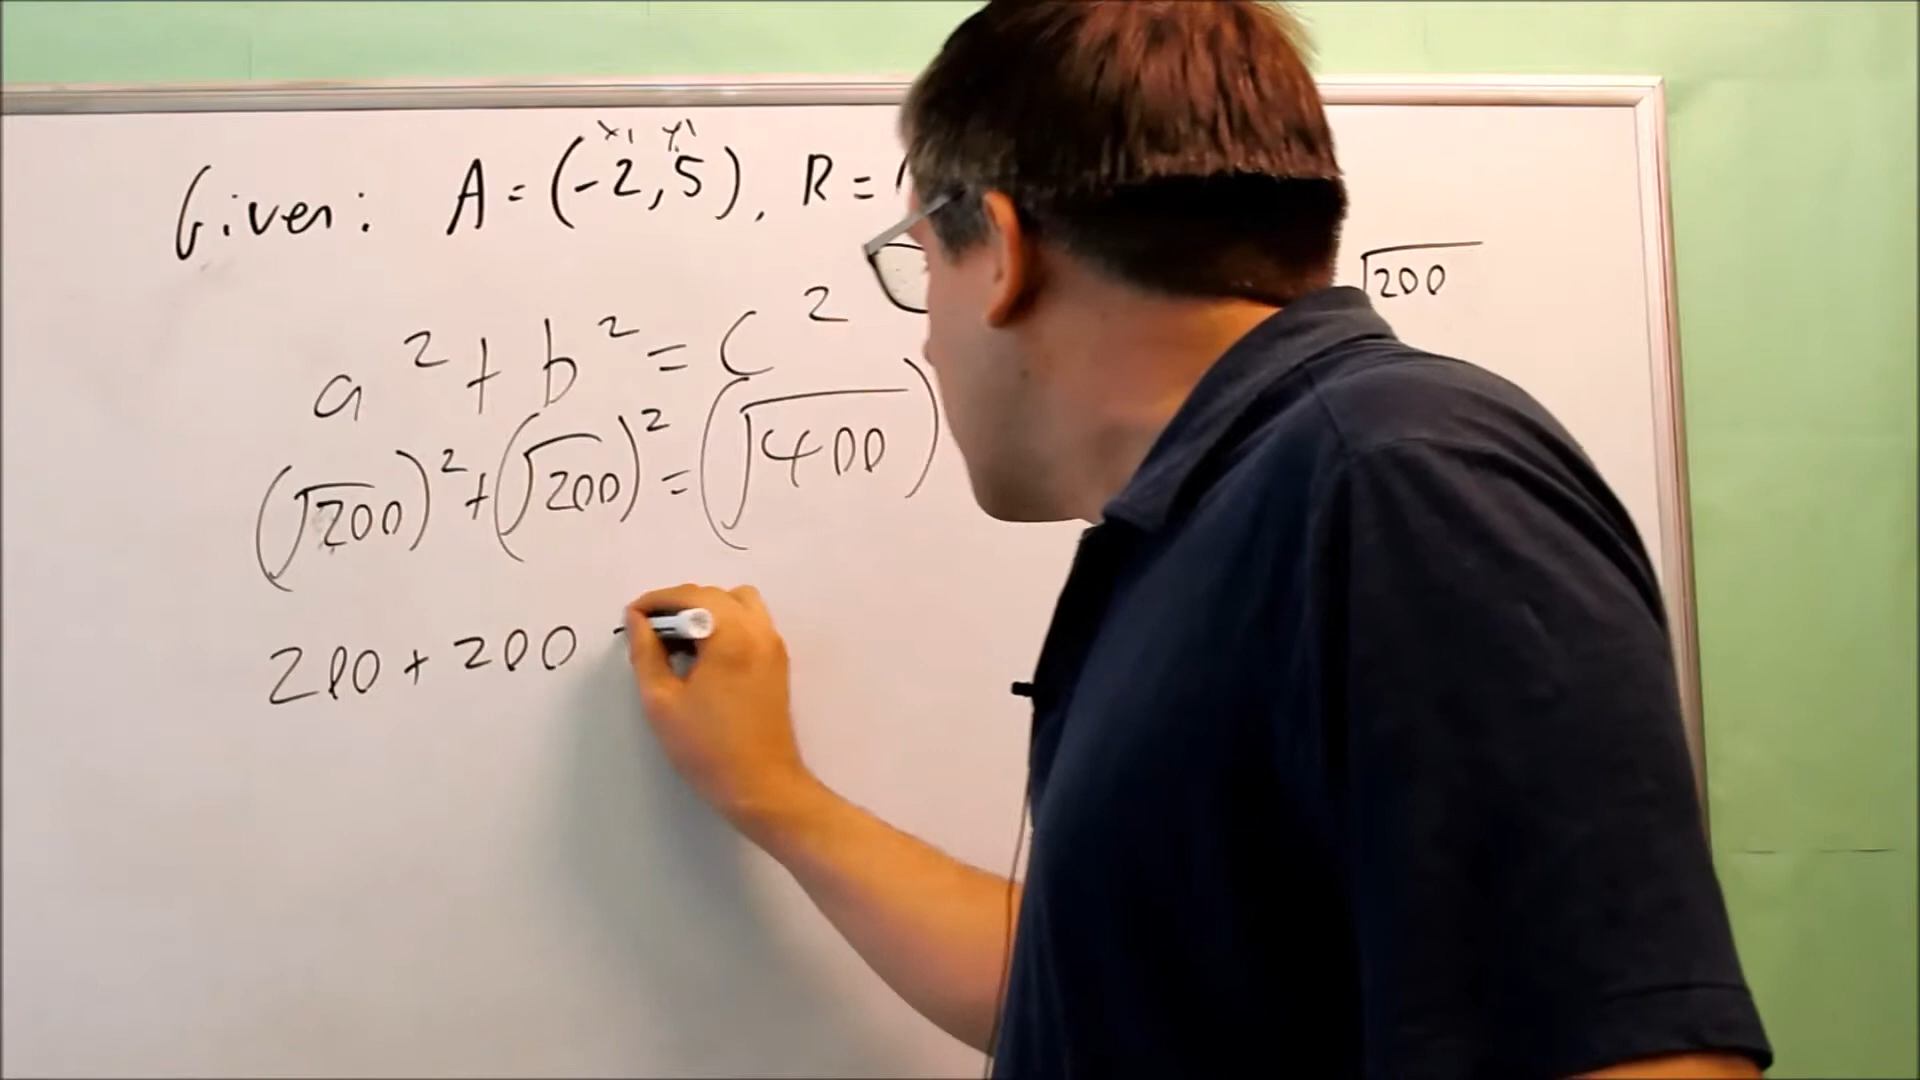 x1 y1
Given: A = (-2, 5), R =
√200
a² + b² = c²
(√200)² + (√200)² = (√400)
200 + 200